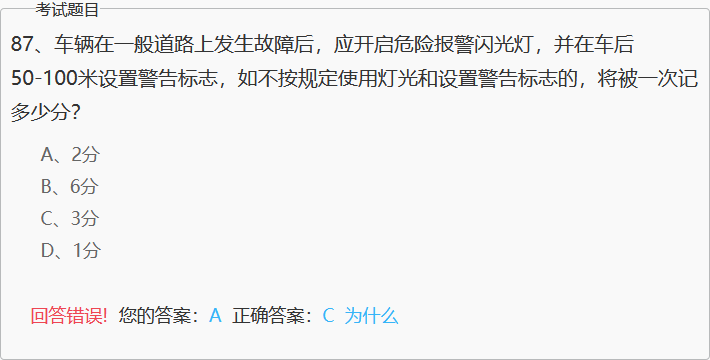 考试题目
87、车辆在一般道路上发生故障后，应开启危险报警闪光灯，并在车后
50-100米设置警告标志，如不按规定使用灯光和设置警告标志的，将被一次记
多少分？
A、2分
B、6分
C、3分
D、1分
回答错误! 您的答案：A 正确答案：C 为什么